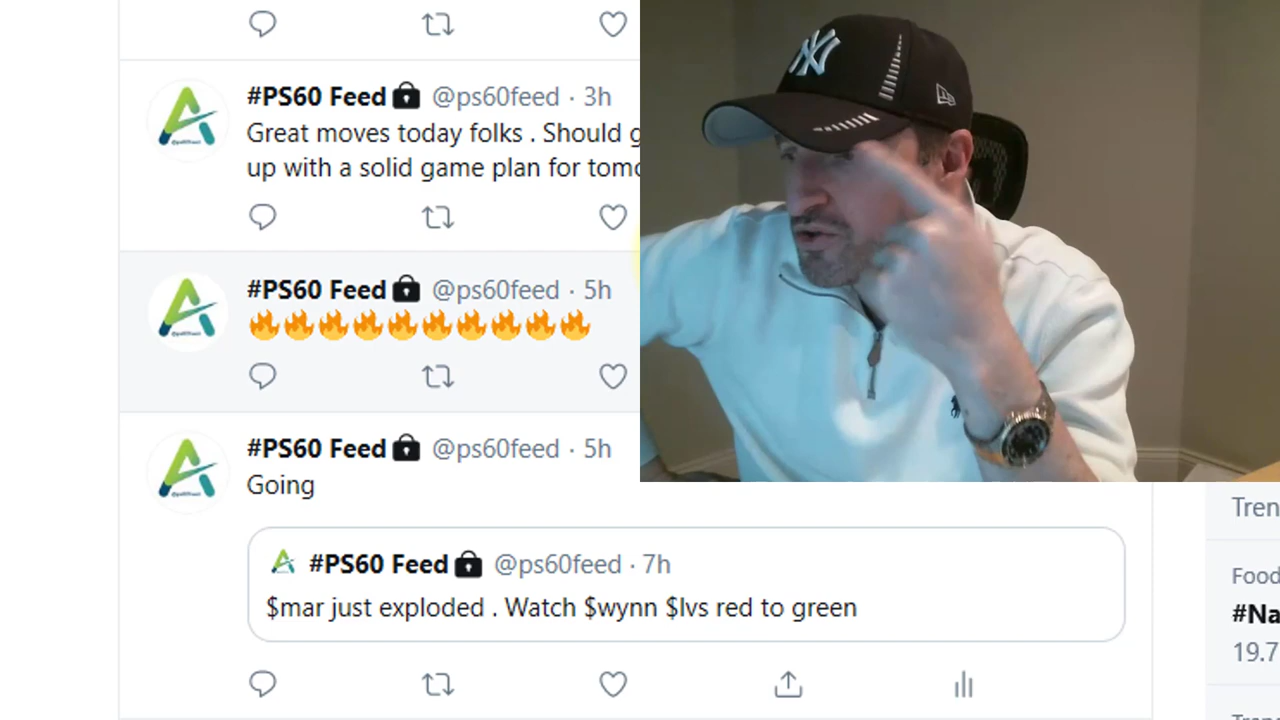 #PS60 Feed @ps60feed · 3h
Great moves today folks . Should g
up with a solid game plan for tomo
#PS60 Feed @ps60feed · 5h
🔥🔥🔥🔥🔥🔥🔥🔥🔥🔥
#PS60 Feed @ps60feed · 5h
Going
#PS60 Feed @ps60feed · 7h
$mar just exploded . Watch $wynn $lvs red to green
NY
Tren
Food
#Na
19.7